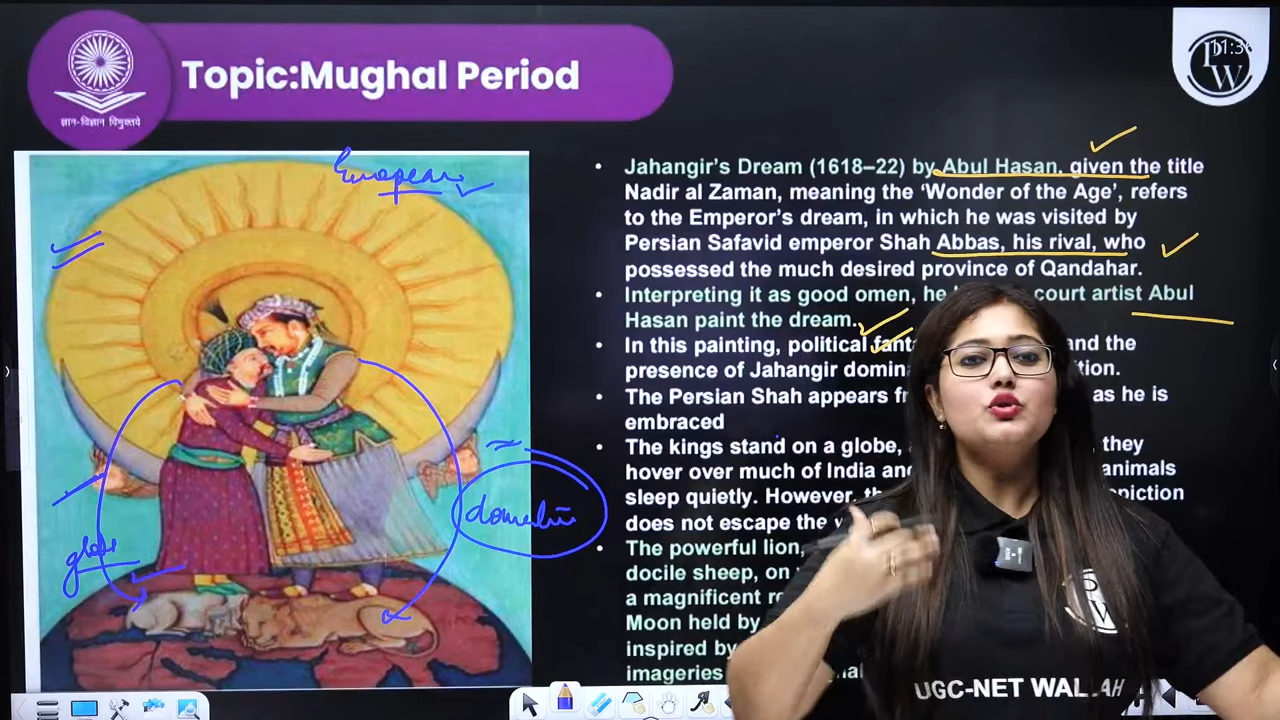 Topic:Mughal Period
ज्ञान-विज्ञान विमुक्तये
11:3
PW
European
• Jahangir's Dream (1618–22) by Abul Hasan, given the title
Nadir al Zaman, meaning the 'Wonder of the Age', refers
to the Emperor's dream, in which he was visited by
Persian Safavid emperor Shah Abbas, his rival, who
possessed the much desired province of Qandahar.
• Interpreting it as good omen, he court artist Abul
Hasan paint the dream.
• In this painting, political and the
presence of Jahangir
• The Persian Shah appears as he is
embraced
• The kings stand on a globe, they
hover over much of India animals
sleep quietly. However,
does not escape the
• The powerful lion,
docile sheep, on
a magnificent
Moon held by
inspired by
imageries
UGC-NET WALLAH